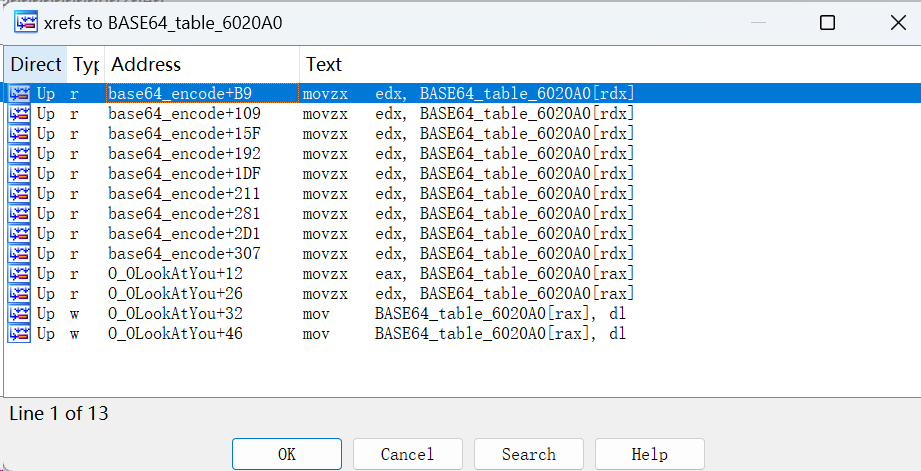 xrefs to BASE64_table_6020A0
Direct Typ Address Text
Up r base64_encode+B9 movzx edx, BASE64_table_6020A0[rdx]
Up r base64_encode+109 movzx edx, BASE64_table_6020A0[rdx]
Up r base64_encode+15F movzx edx, BASE64_table_6020A0[rdx]
Up r base64_encode+192 movzx edx, BASE64_table_6020A0[rdx]
Up r base64_encode+1DF movzx edx, BASE64_table_6020A0[rdx]
Up r base64_encode+211 movzx edx, BASE64_table_6020A0[rdx]
Up r base64_encode+281 movzx edx, BASE64_table_6020A0[rdx]
Up r base64_encode+2D1 movzx edx, BASE64_table_6020A0[rdx]
Up r base64_encode+307 movzx edx, BASE64_table_6020A0[rdx]
Up r O_OLookAtYou+12 movzx eax, BASE64_table_6020A0[rax]
Up r O_OLookAtYou+26 movzx edx, BASE64_table_6020A0[rax]
Up w O_OLookAtYou+32 mov BASE64_table_6020A0[rax], dl
Up w O_OLookAtYou+46 mov BASE64_table_6020A0[rax], dl
Line 1 of 13
OK Cancel Search Help